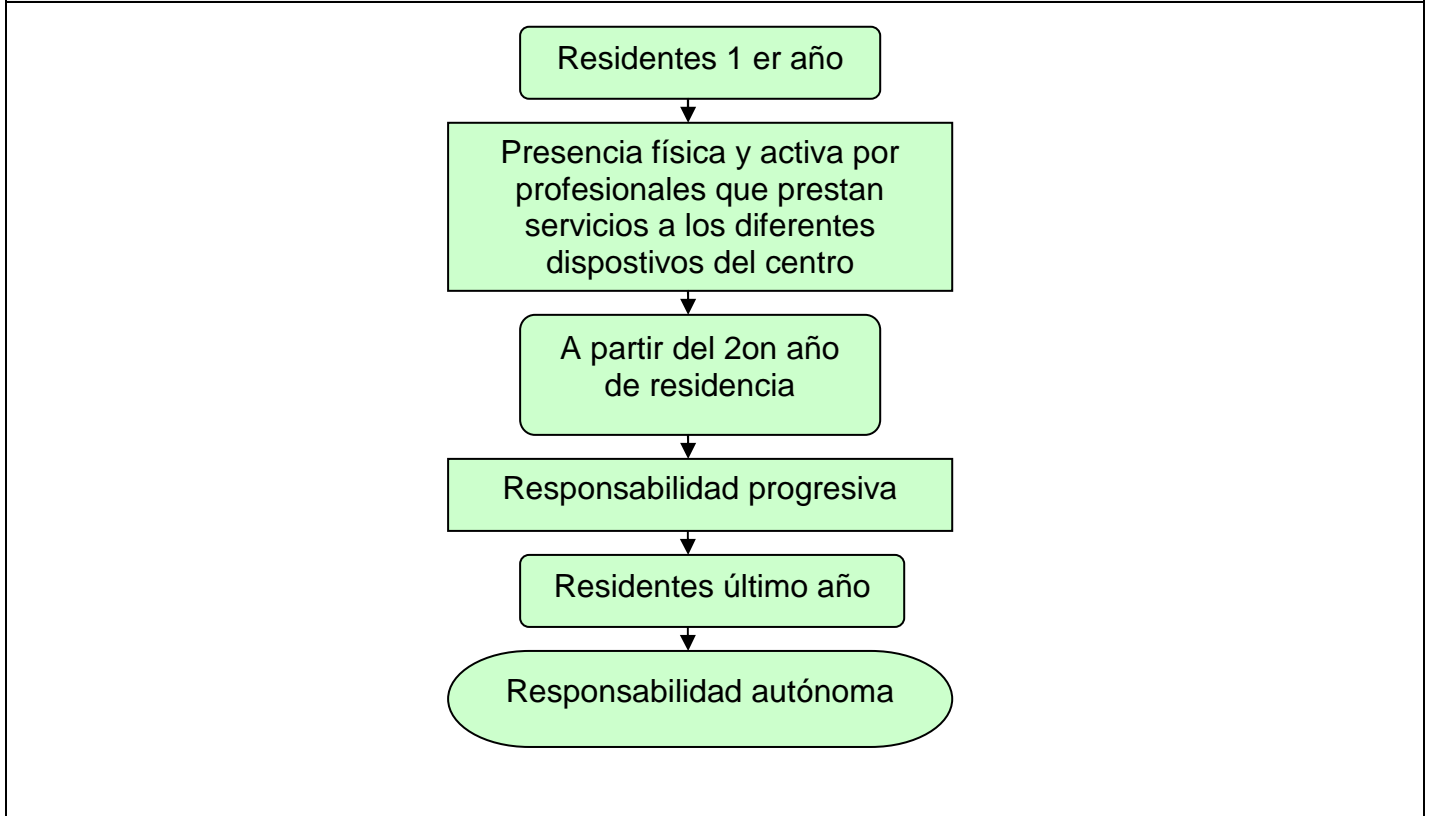 Residentes 1 er año
Presencia física y activa por
profesionales que prestan
servicios a los diferentes
dispostivos del centro
A partir del 2on año
de residencia
Responsabilidad progresiva
Residentes último año
Responsabilidad autónoma